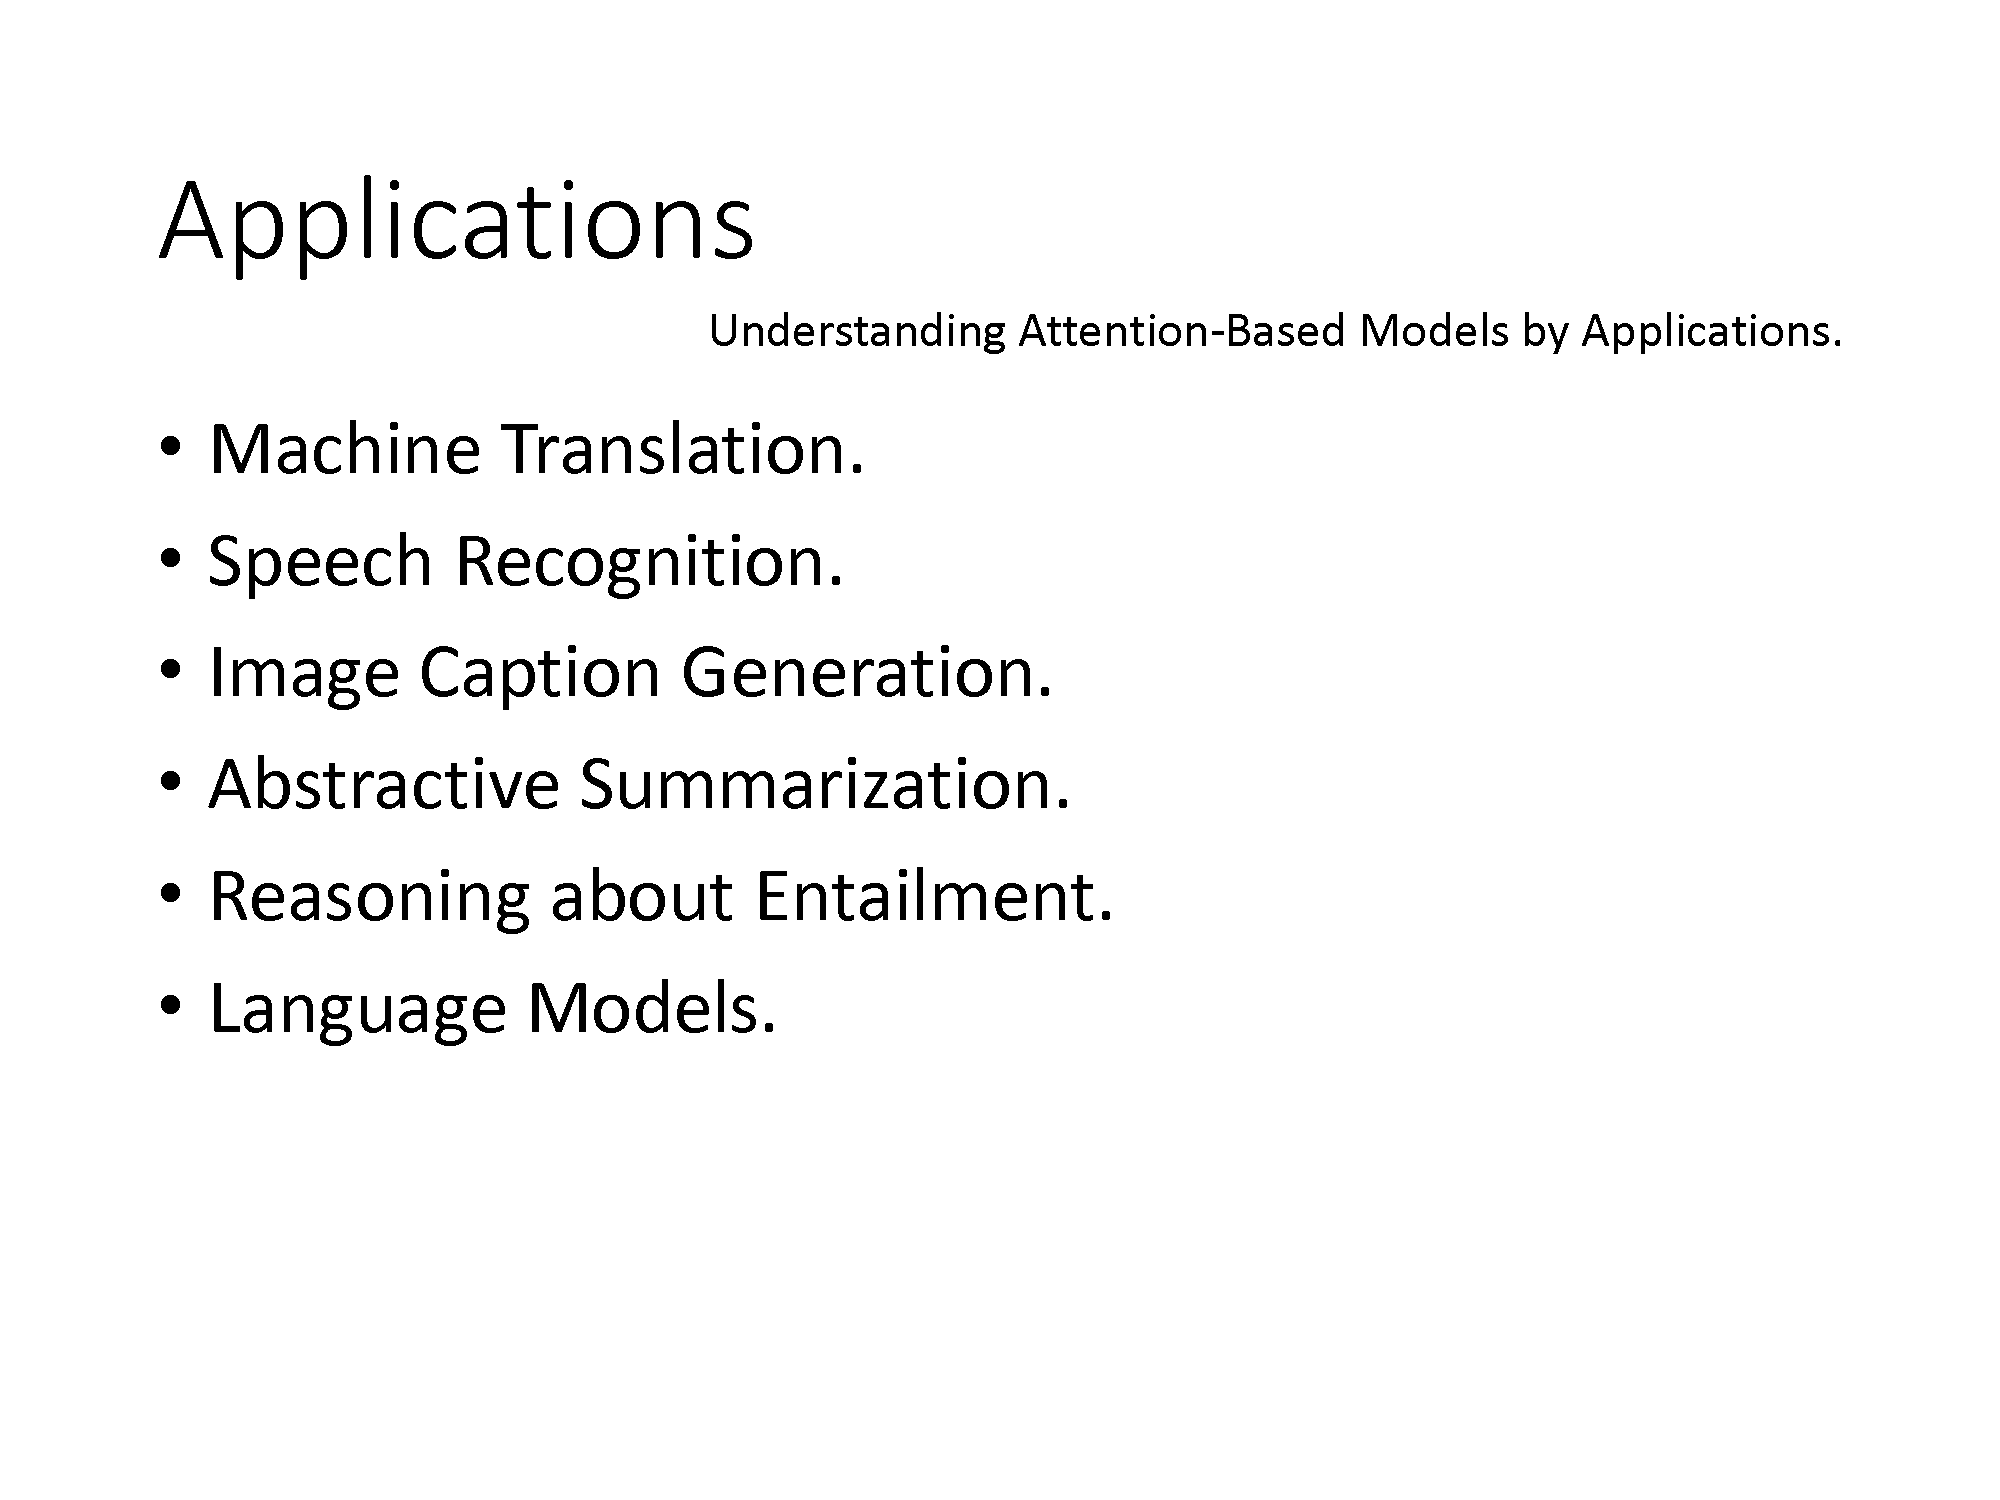 Applications
Understanding Attention-Based Models by Applications.
• Machine Translation.
• Speech Recognition.
• Image Caption Generation.
• Abstractive Summarization.
• Reasoning about Entailment.
• Language Models.